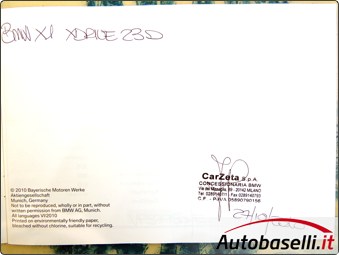 BMW X1 XDRIVE 23D
CarZeta S.p.A.
CONCESSIONARIA BMW
© 2010 Bayerische Motoren Werke
Aktiengesellschaft
Munich, Germany
Not to be reproduced, wholly or in part, without
written permission from BMW AG, Munich.
All languages VI/2010
Printed on environmentally friendly paper,
bleached without chlorine, suitable for recycling.
Autobaselli.it